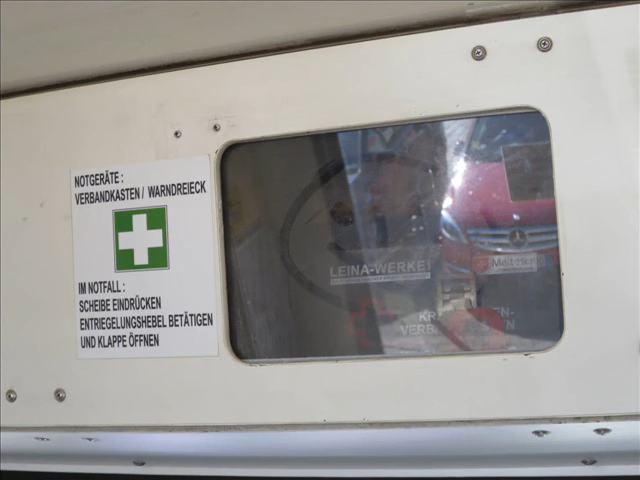 NOTGERÄTE :
VERBANDKASTEN / WARNDREIECK
IM NOTFALL :
SCHEIBE EINDRÜCKEN
ENTRIEGELUNGSHEBEL BETÄTIGEN
UND KLAPPE ÖFFNEN
LEINA-WERKE